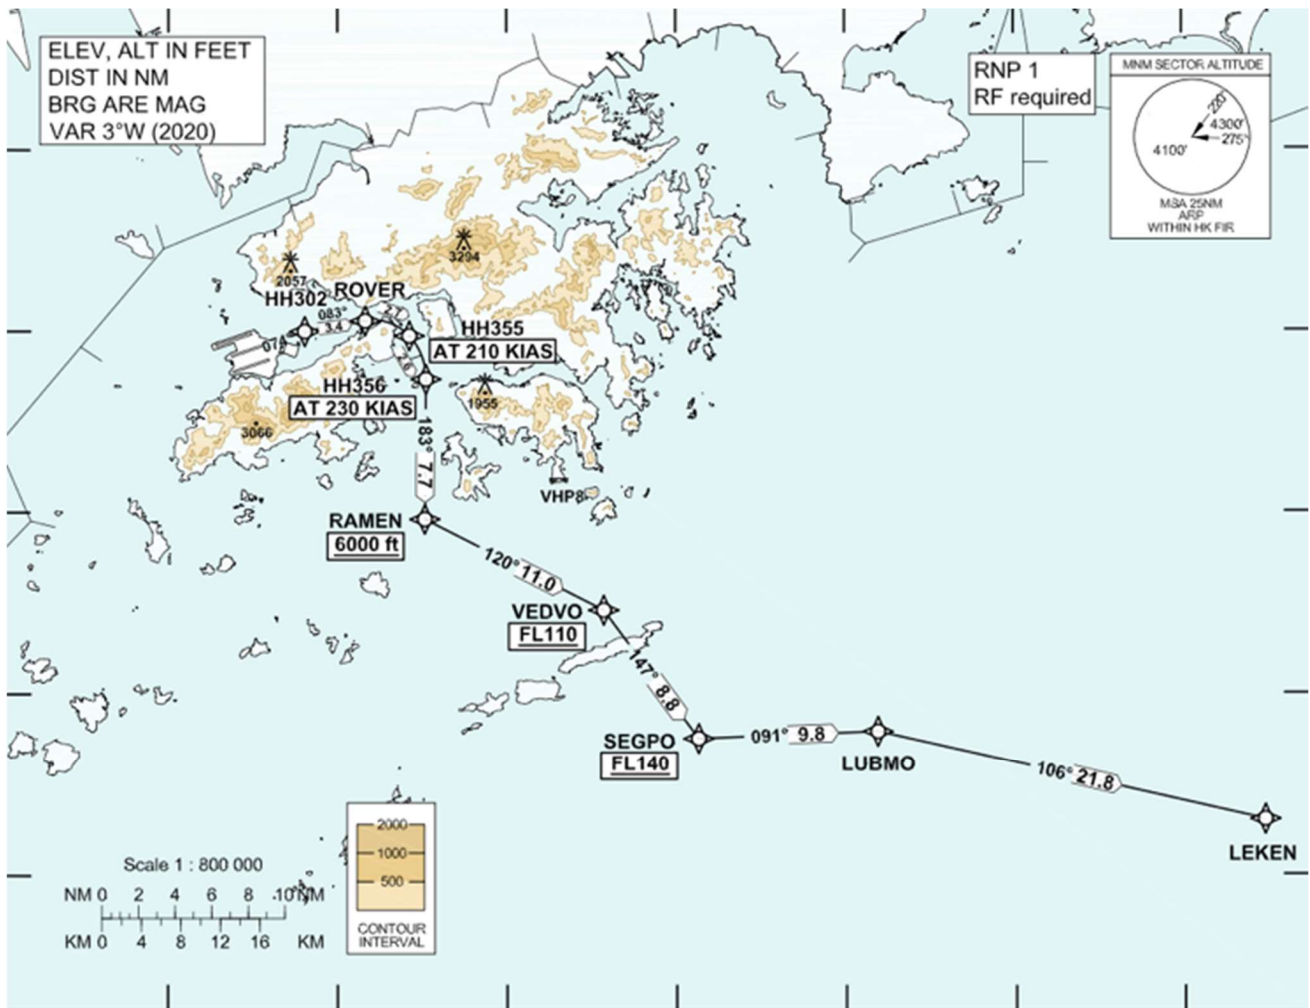 ELEV, ALT IN FEET
DIST IN NM
BRG ARE MAG
VAR 3°W (2020)
RNP 1
RF required
MNM SECTOR ALTITUDE
220°
4300'
275°
4100'
MSA 25NM
ARP
WITHIN HK FIR
3294
2057
HH302
ROVER
083°
3.4
074°
HH355
AT 210 KIAS
HH356
AT 230 KIAS
1955
3066
183° 7.7
VHP8
RAMEN
6000 ft
120° 11.0
VEDVO
FL110
147° 8.8
SEGPO
FL140
091° 9.8
LUBMO
106° 21.8
LEKEN
2000
1000
500
CONTOUR
INTERVAL
Scale 1 : 800 000
NM 0 2 4 6 8 10 NM
KM 0 4 8 12 16 KM